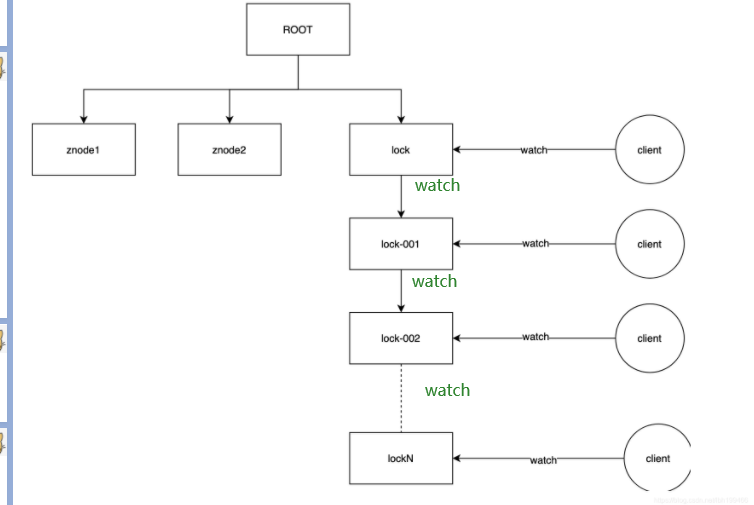 ROOT
znode1
znode2
lock
watch
client
watch
lock-001
watch
client
watch
lock-002
watch
client
watch
lockN
watch
client